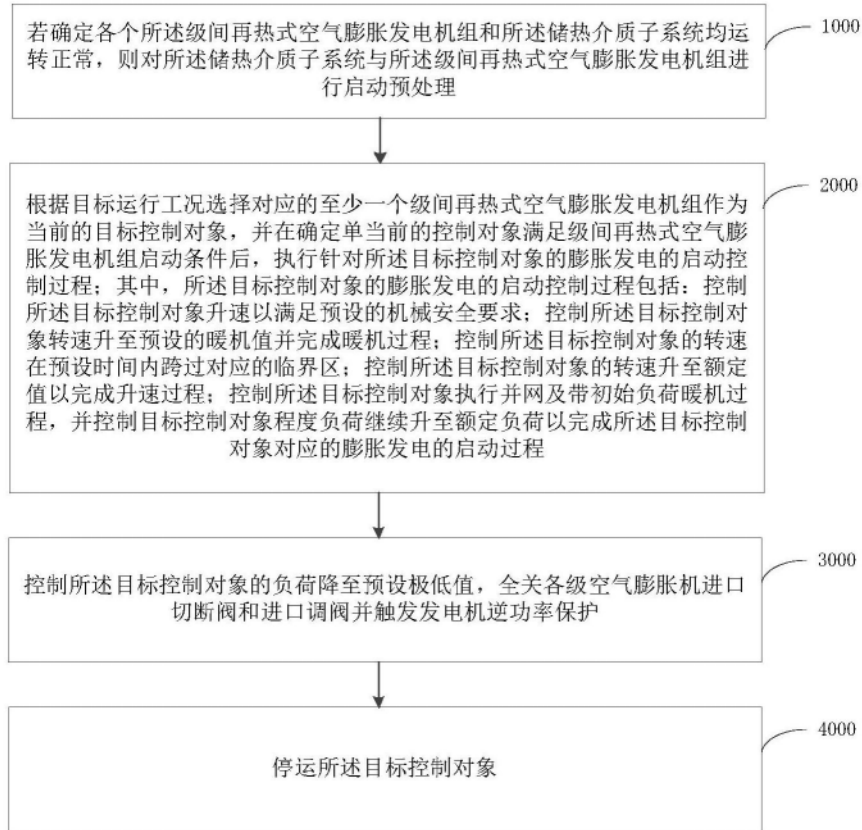 若确定各个所述级间再热式空气膨胀发电机组和所述储热介质子系统均运
转正常，则对所述储热介质子系统与所述级间再热式空气膨胀发电机组进
行启动预处理
1000
根据目标运行工况选择对应的至少一个级间再热式空气膨胀发电机组作为
当前的目标控制对象，并在确定单当前的控制对象满足级间再热式空气膨
胀发电机组启动条件后，执行针对所述目标控制对象的膨胀发电的启动控
制过程；其中，所述目标控制对象的膨胀发电的启动控制过程包括：控制
所述目标控制对象升速以满足预设的机械安全要求；控制所述目标控制对
象转速升至预设的暖机值并完成暖机过程；控制所述目标控制对象的转速
在预设时间内跨过对应的临界区；控制所述目标控制对象的转速升至额定
值以完成升速过程；控制所述目标控制对象执行并网及带初始负荷暖机过
程，并控制目标控制对象程度负荷继续升至额定负荷以完成所述目标控制
对象对应的膨胀发电的启动过程
2000
控制所述目标控制对象的负荷降至预设极低值，全关各级空气膨胀机进口
切断阀和进口调阀并触发发电机逆功率保护
3000
停运所述目标控制对象
4000